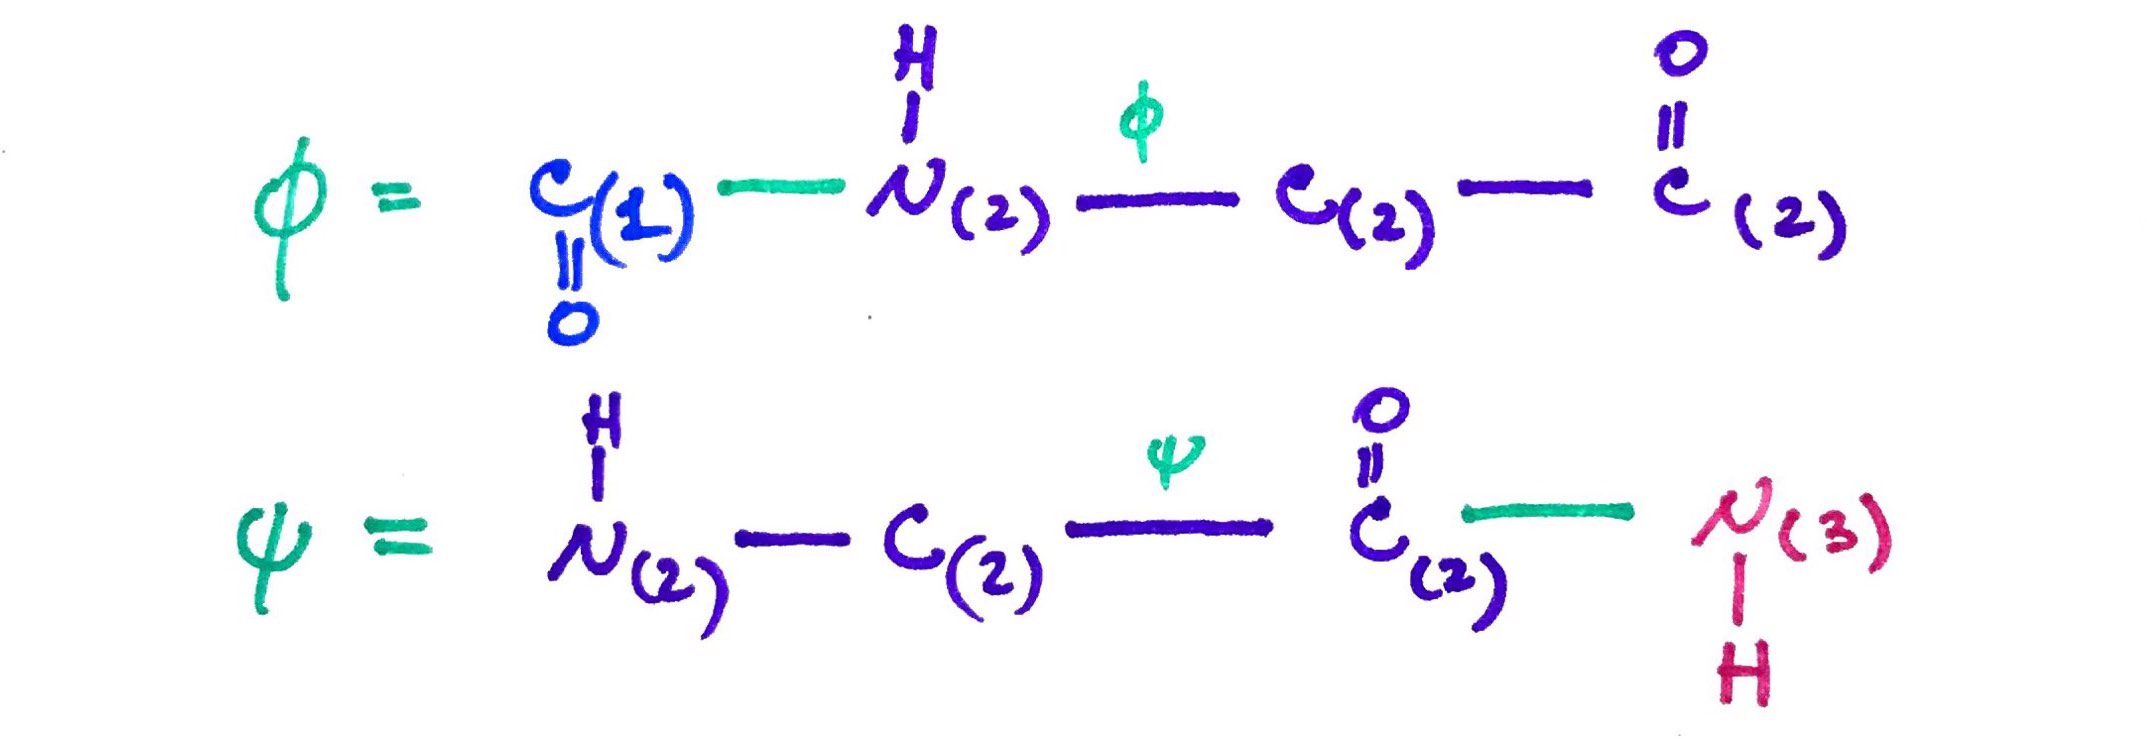 H O
ϕ
ϕ = C(1) — N(2) — C(2) — C(2)
O
H O
ψ
ψ = N(2) — C(2) — C(2) — N(3)
H